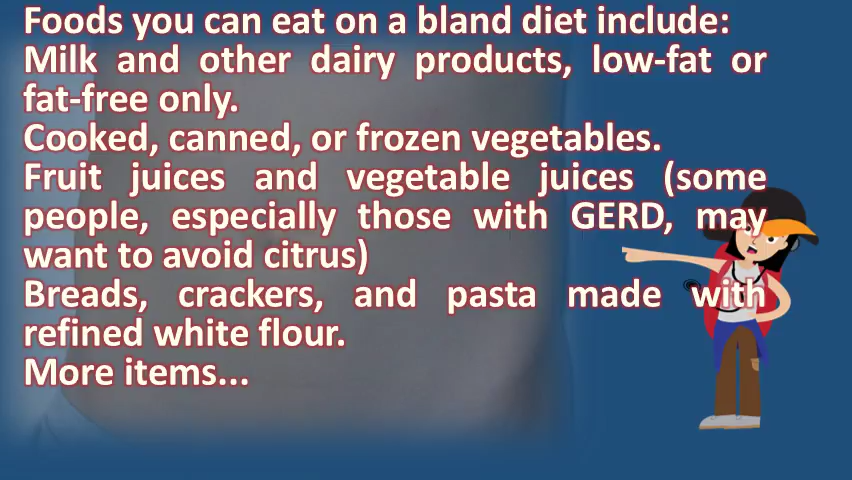 Foods you can eat on a bland diet include:
Milk and other dairy products, low-fat or
fat-free only.
Cooked, canned, or frozen vegetables.
Fruit juices and vegetable juices (some
people, especially those with GERD, may
want to avoid citrus)
Breads, crackers, and pasta made with
refined white flour.
More items...